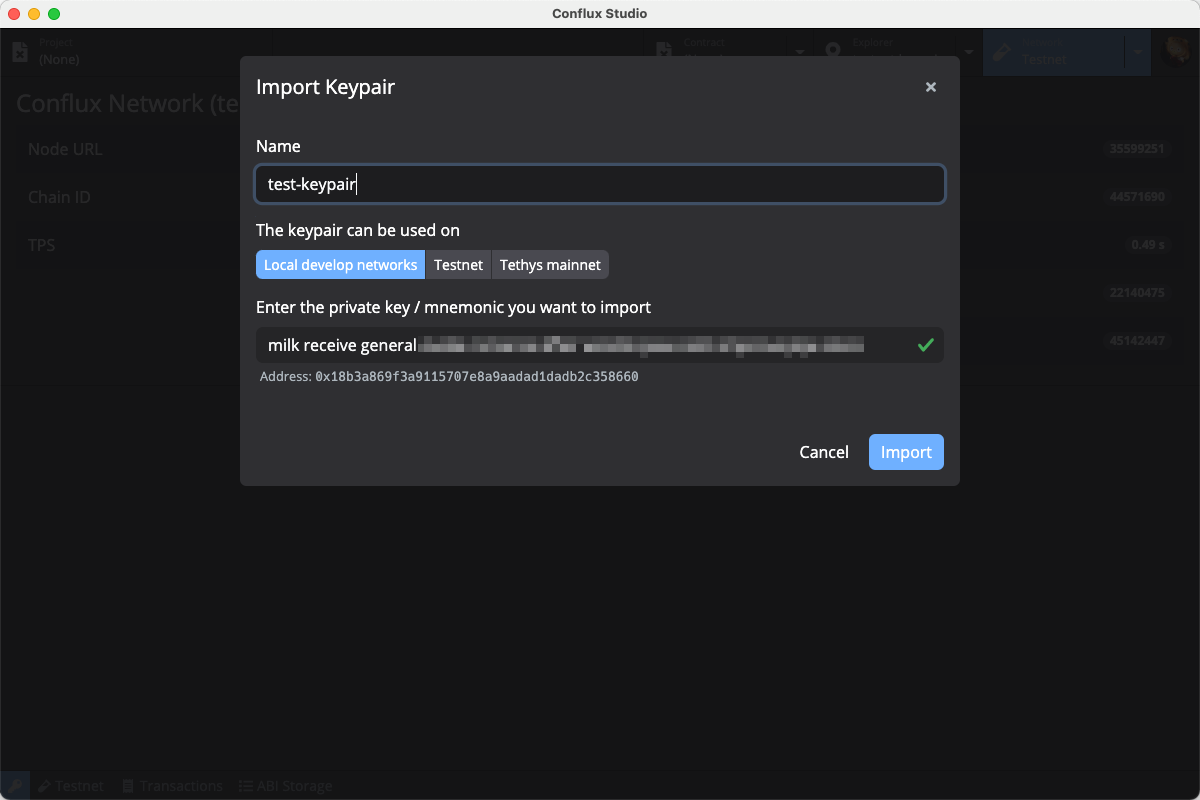 Conflux Studio
Project
(None)
Contract
Explorer
Testnet
Import Keypair
Conflux Network (te
Name
Node URL
35599251
test-keypair
Chain ID
44571690
The keypair can be used on
TPS
0.49 s
Local develop networks
Testnet
Tethys mainnet
22140475
Enter the private key / mnemonic you want to import
milk receive general
45142447
Address: 0x18b3a869f3a9115707e8a9aadad1dadb2c358660
Cancel
Import
Testnet
Transactions
ABI Storage